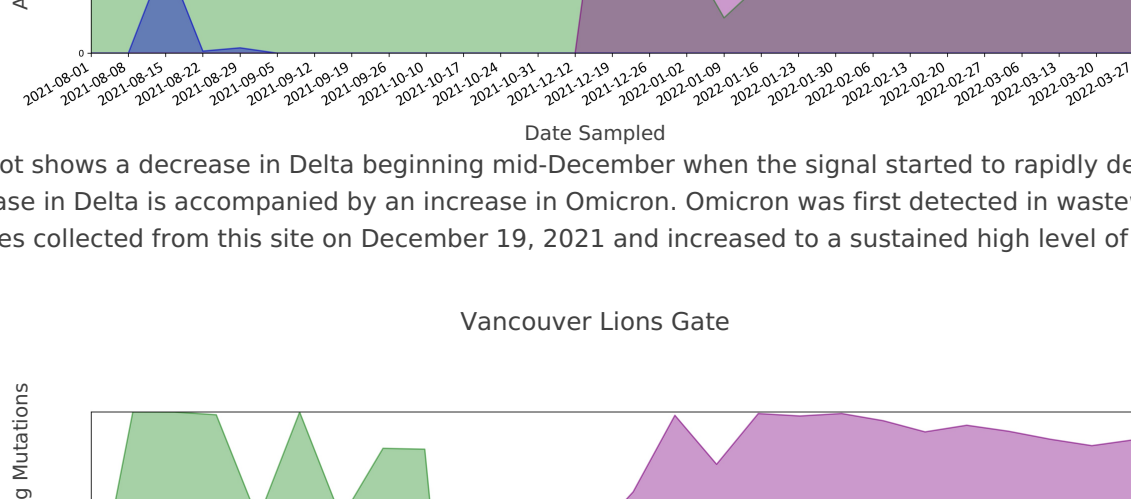 0
2021-08-01 2021-08-08 2021-08-15 2021-08-22 2021-08-29 2021-09-05 2021-09-12 2021-09-19 2021-09-26 2021-10-10 2021-10-17 2021-10-24 2021-10-31 2021-12-12 2021-12-19 2021-12-26 2022-01-02 2022-01-09 2022-01-16 2022-01-23 2022-01-30 2022-02-06 2022-02-13 2022-02-20 2022-02-27 2022-03-06 2022-03-13 2022-03-20 2022-03-27
Date Sampled
ot shows a decrease in Delta beginning mid-December when the signal started to rapidly de
ase in Delta is accompanied by an increase in Omicron. Omicron was first detected in waste
es collected from this site on December 19, 2021 and increased to a sustained high level of
Vancouver Lions Gate
g Mutations